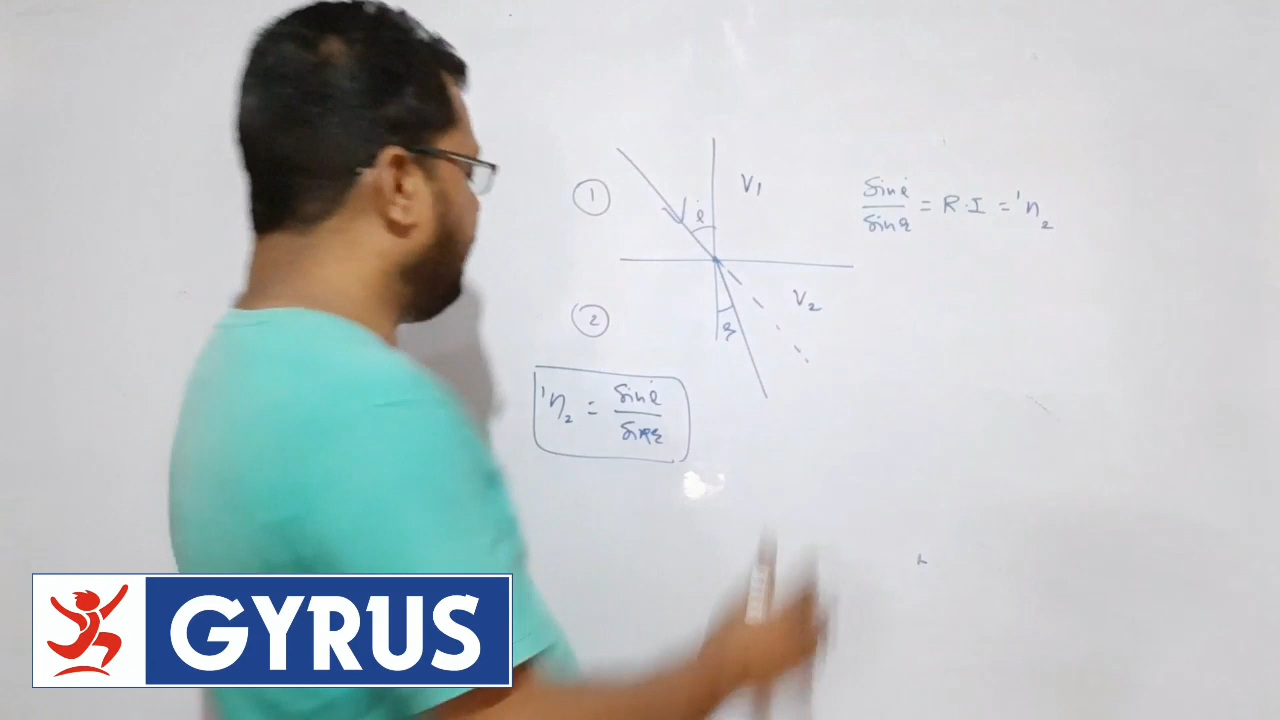 ①
V₁
i
sin i / sin r = R.I = ¹n₂
②
V₂
r
¹n₂ = sin i / sin r
GYRUS